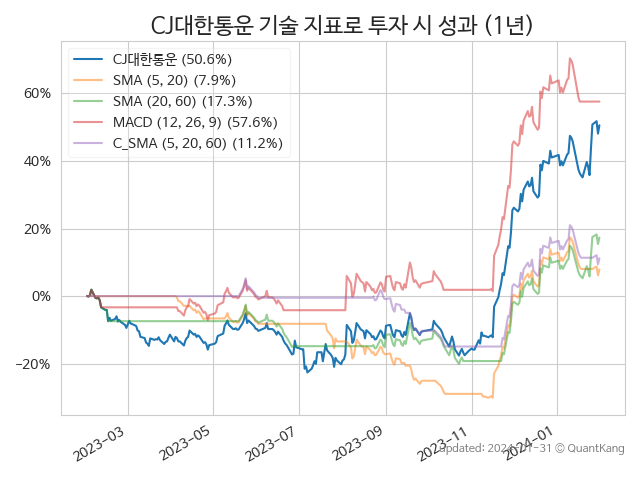 CJ대한통운 기술 지표로 투자 시 성과 (1년)
CJ대한통운 (50.6%)
SMA (5, 20) (7.9%)
SMA (20, 60) (17.3%)
MACD (12, 26, 9) (57.6%)
C_SMA (5, 20, 60) (11.2%)
60%
40%
20%
0%
−20%
2023-03
2023-05
2023-07
2023-09
2023-11
2024-01
updated: 2024-01-31 © QuantKang